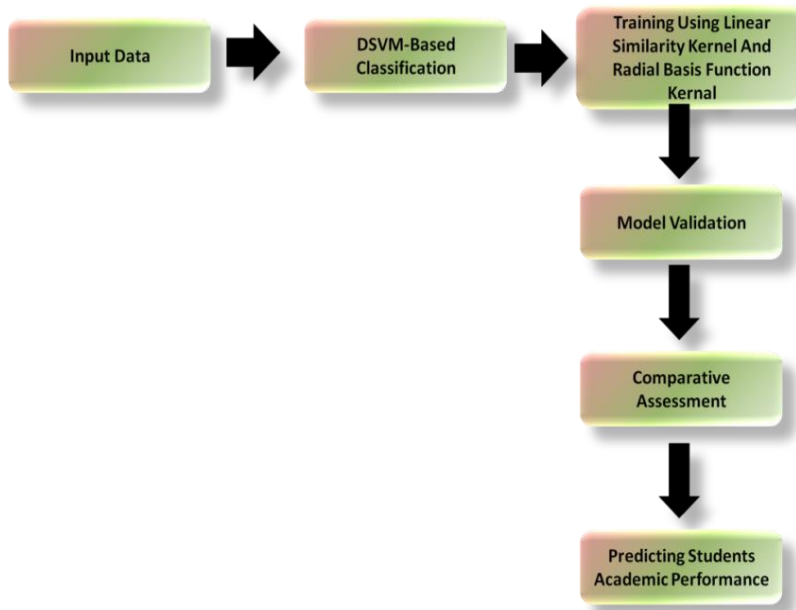 Input Data
DSVM-Based
Classification
Training Using Linear
Similarity Kernel And
Radial Basis Function
Kernal
Model Validation
Comparative
Assessment
Predicting Students
Academic Performance